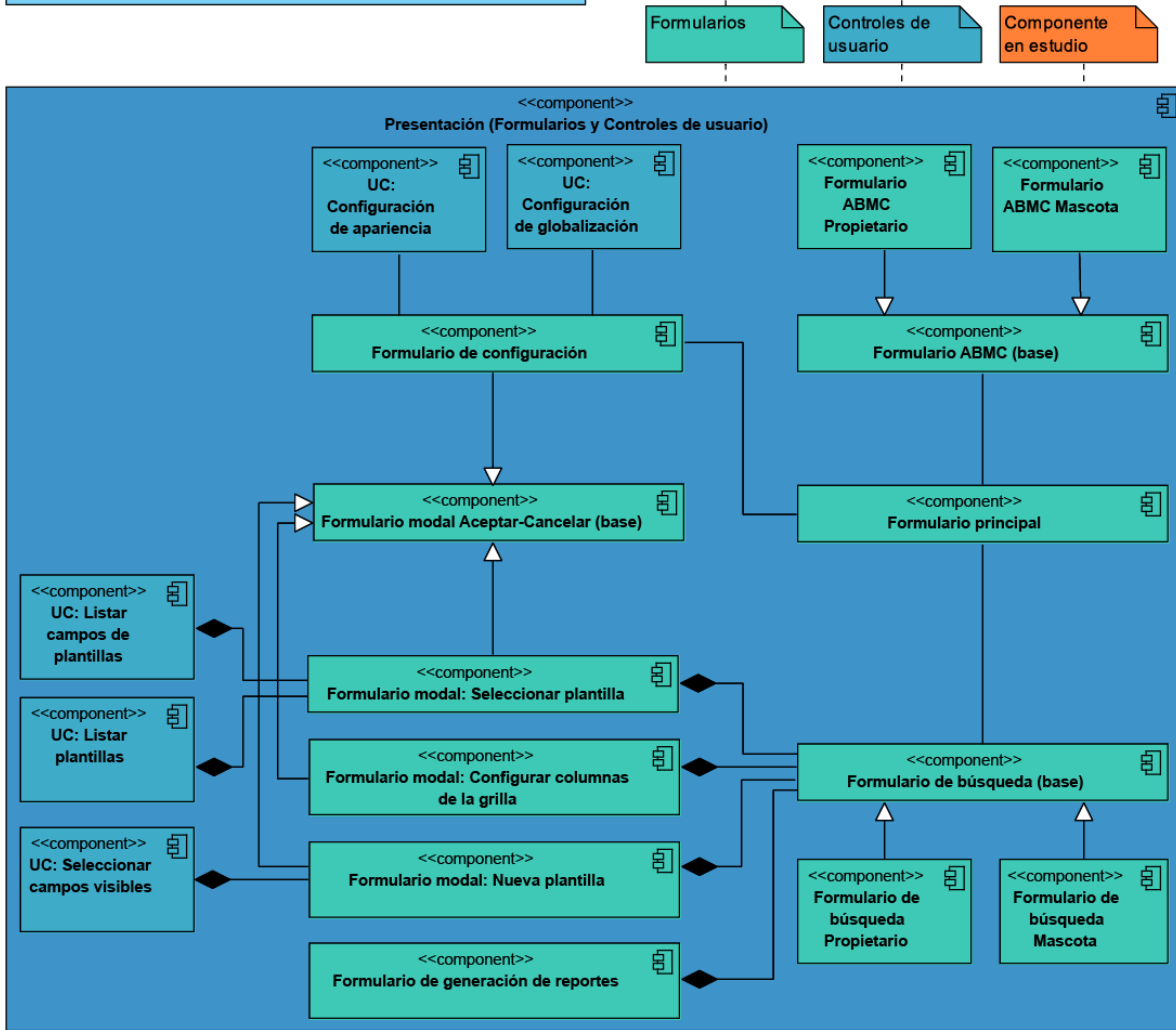 Formularios
Controles de
usuario
Componente
en estudio
<<component>>
Presentación (Formularios y Controles de usuario)
<<component>>
UC:
Configuración
de apariencia
<<component>>
UC:
Configuración
de globalización
<<component>>
Formulario
ABMC
Propietario
<<component>>
Formulario
ABMC Mascota
<<component>>
Formulario de configuración
<<component>>
Formulario ABMC (base)
<<component>>
Formulario modal Aceptar-Cancelar (base)
<<component>>
Formulario principal
<<component>>
UC: Listar
campos de
plantillas
<<component>>
Formulario modal: Seleccionar plantilla
<<component>>
UC: Listar
plantillas
<<component>>
Formulario modal: Configurar columnas
de la grilla
<<component>>
Formulario de búsqueda (base)
<<component>>
UC: Seleccionar
campos visibles
<<component>>
Formulario modal: Nueva plantilla
<<component>>
Formulario de
búsqueda
Propietario
<<component>>
Formulario de
búsqueda
Mascota
<<component>>
Formulario de generación de reportes